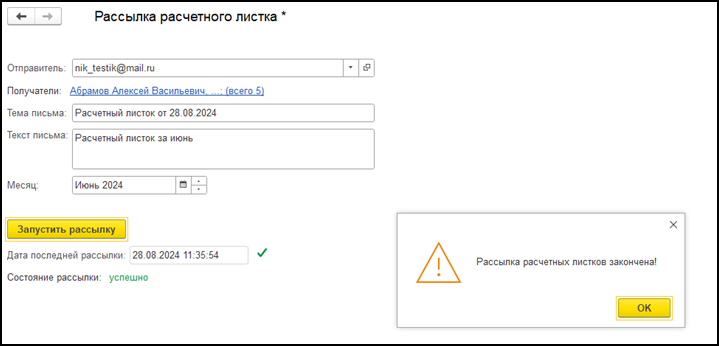 Рассылка расчетного листка *
Отправитель: nik_testik@mail.ru
Получатели: Абрамов Алексей Васильевич, ...; (всего 5)
Тема письма: Расчетный листок от 28.08.2024
Текст письма: Расчетный листок за июнь
Месяц: Июнь 2024
Запустить рассылку
Дата последней рассылки: 28.08.2024 11:35:54
Состояние рассылки: успешно
Рассылка расчетных листков закончена!
OK